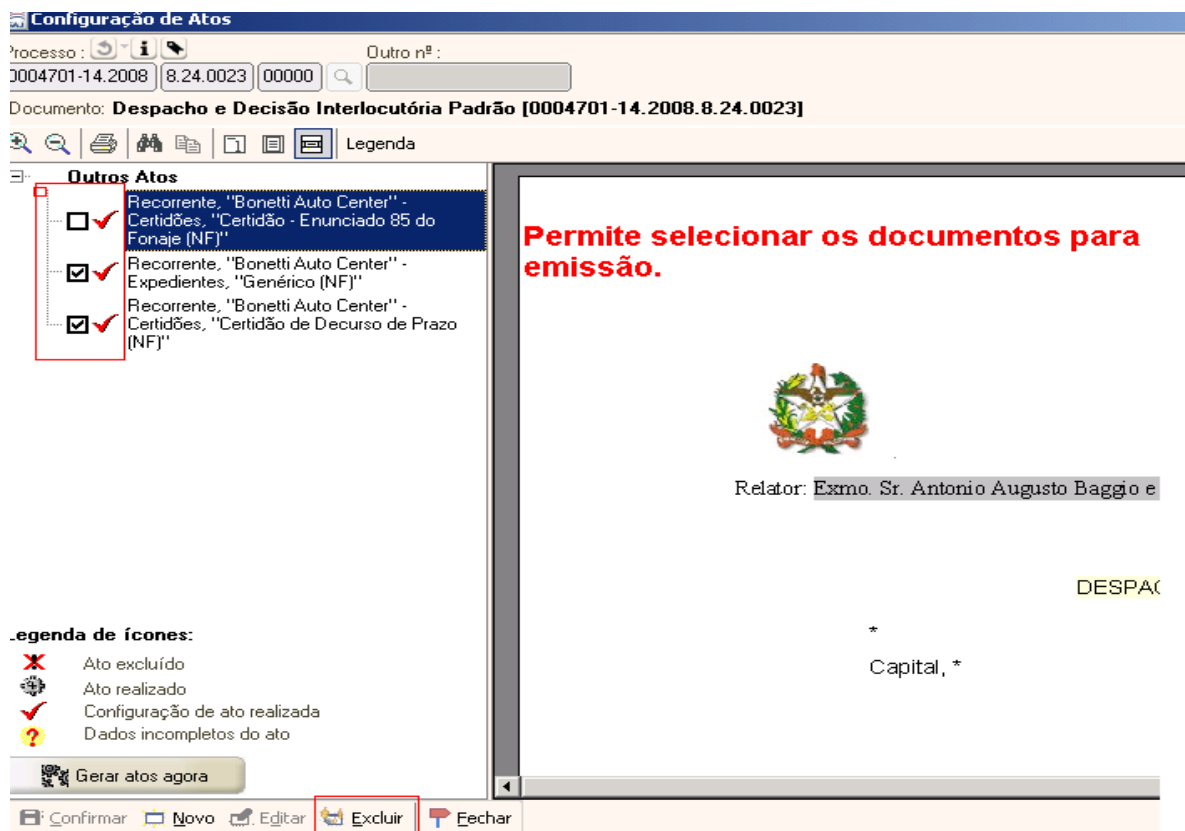 Configuração de Atos
Processo :
Outro nº :
0004701-14.2008 8.24.0023 00000
Documento: Despacho e Decisão Interlocutória Padrão [0004701-14.2008.8.24.0023]
Legenda
Outros Atos
Recorrente, "Bonetti Auto Center" -
Certidões, "Certidão - Enunciado 85 do
Fonaje (NF)"
Recorrente, "Bonetti Auto Center" -
Expedientes, "Genérico (NF)"
Recorrente, "Bonetti Auto Center" -
Certidões, "Certidão de Decurso de Prazo
(NF)"
Permite selecionar os documentos para
emissão.
Relator: Exmo. Sr. Antonio Augusto Baggio e
DESPAC
*
Capital, *
Legenda de ícones:
Ato excluído
Ato realizado
Configuração de ato realizada
Dados incompletos do ato
Gerar atos agora
Confirmar Novo Editar Excluir Fechar